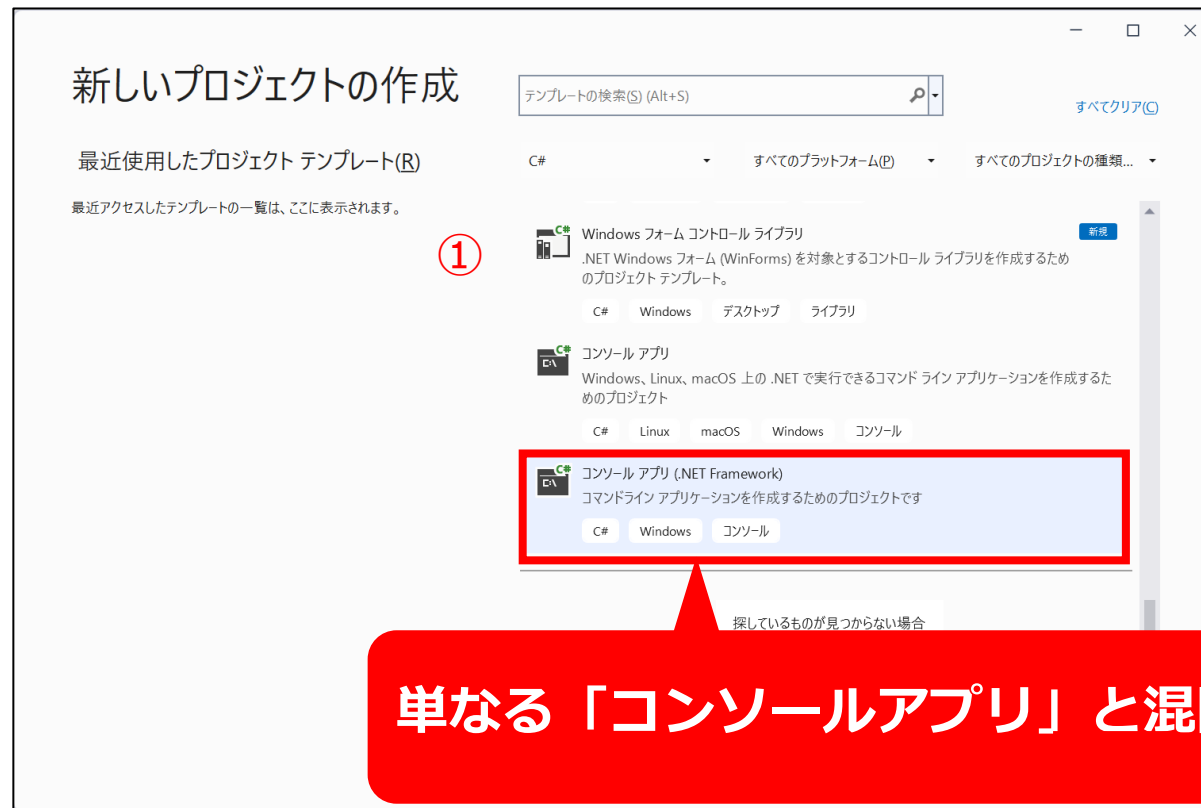 新しいプロジェクトの作成
テンプレートの検索(S) (Alt+S)
すべてクリア(C)
最近使用したプロジェクト テンプレート(R)
C#
すべてのプラットフォーム(P)
すべてのプロジェクトの種類...
最近アクセスしたテンプレートの一覧は、ここに表示されます。
①
C#
Windows フォーム コントロール ライブラリ
新規
.NET Windows フォーム (WinForms) を対象とするコントロール ライブラリを作成するため
のプロジェクト テンプレート。
C# Windows デスクトップ ライブラリ
C#
コンソール アプリ
Windows、Linux、macOS 上の .NET で実行できるコマンド ライン アプリケーションを作成するた
めのプロジェクト
C# Linux macOS Windows コンソール
C#
コンソール アプリ (.NET Framework)
コマンドライン アプリケーションを作成するためのプロジェクトです
C# Windows コンソール
探しているものが見つからない場合
単なる「コンソールアプリ」と混